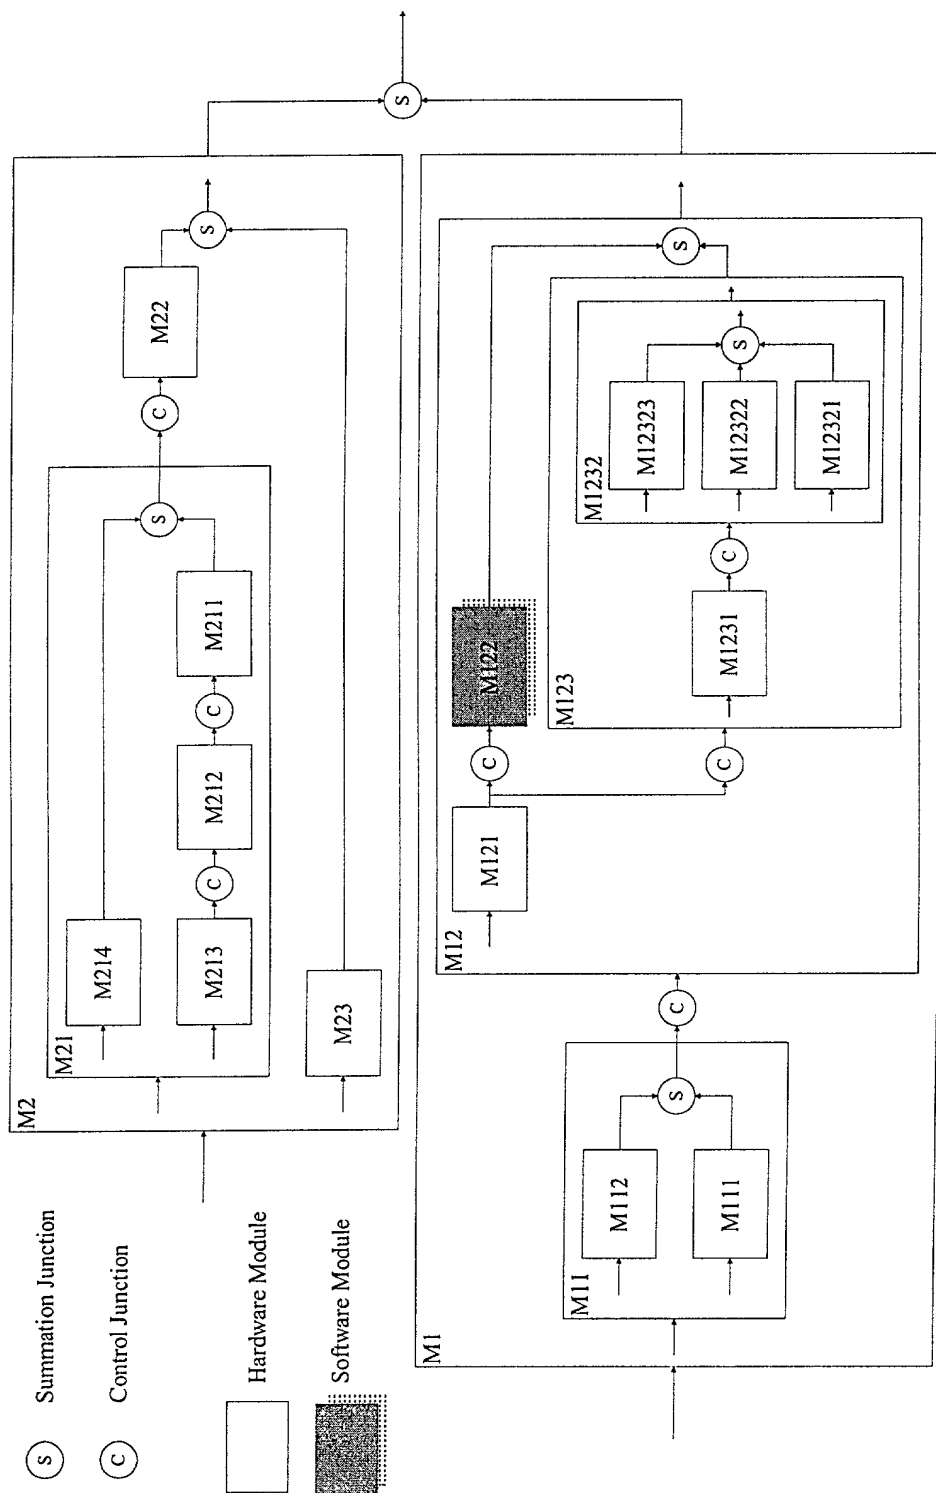 S Summation Junction
C Control Junction
Hardware Module
Software Module
M2
M21
M214
M213
C
M212
C
M211
S
C
M22
S
M23
S
M1
M11
M112
M111
S
C
M12
M121
C
M122
C
M123
M1231
C
M1232
M12323
M12322
M12321
S
S